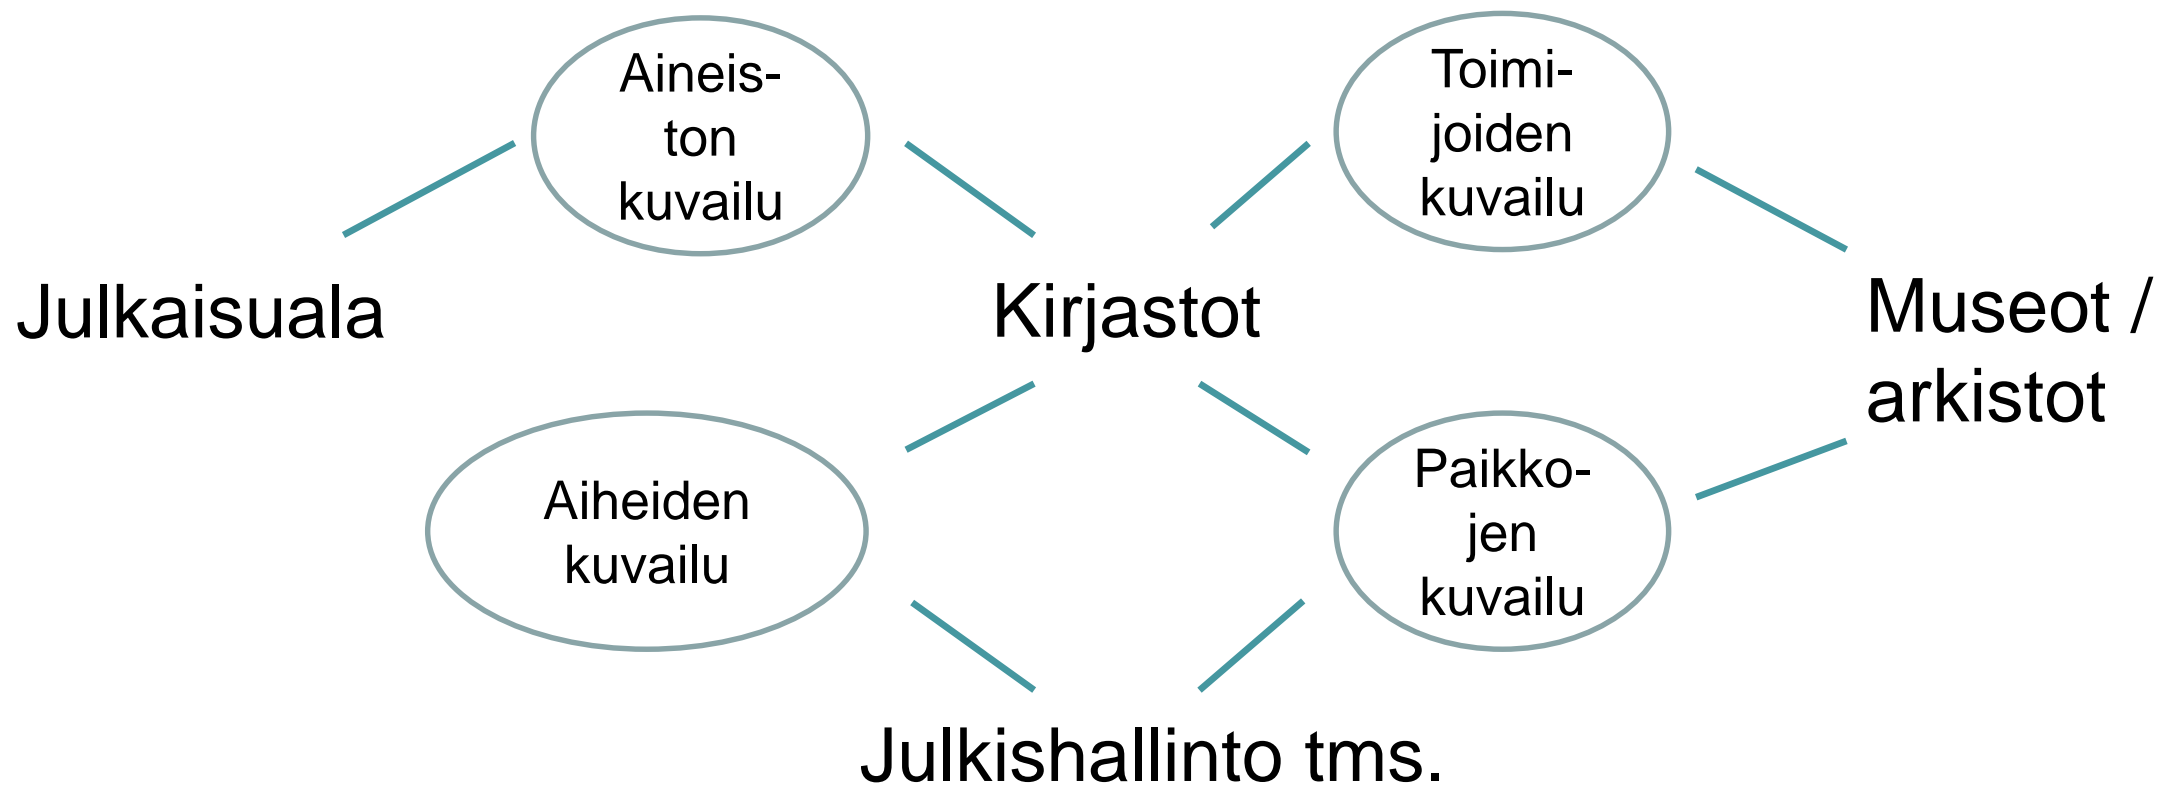 Aineis-
ton
kuvailu
Toimi-
joiden
kuvailu
Julkaisuala
Kirjastot
Museot /
arkistot
Aiheiden
kuvailu
Paikko-
jen
kuvailu
Julkishallinto tms.